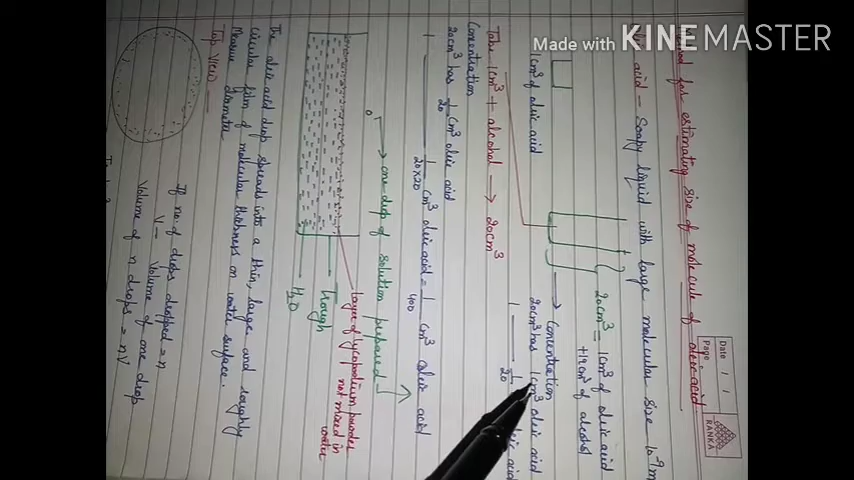 Made with KINEMASTER
Date 1 1
Page
RANKA
for estimating size of molecule of oleic acid
acid - Soapy liquid with large molecular size 10⁻⁹m
20cm³ = 1cm³ of oleic acid
+19cm³ of alcohol
1cm³ of oleic acid
Concentration
20cm³ has 1cm³ oleic acid
1 — 1/20 oleic acid
Take 1cm³ + alcohol → 20cm³
Concentration
20cm³ has 1/20 cm³ oleic acid
1 — 1/20×20 cm³ oleic acid = 1/400 cm³ oleic acid
one drop of solution prepared
layer of lycopodium powder
not mixed in
water
Trough
H₂O
The oleic acid drop spreads into a thin, large and roughly
circular film of molecular thickness on water surface.
Measure diameter
Top View -
If no. of drops dropped = n
V - Volume of one drop
Volume of n drops = nV